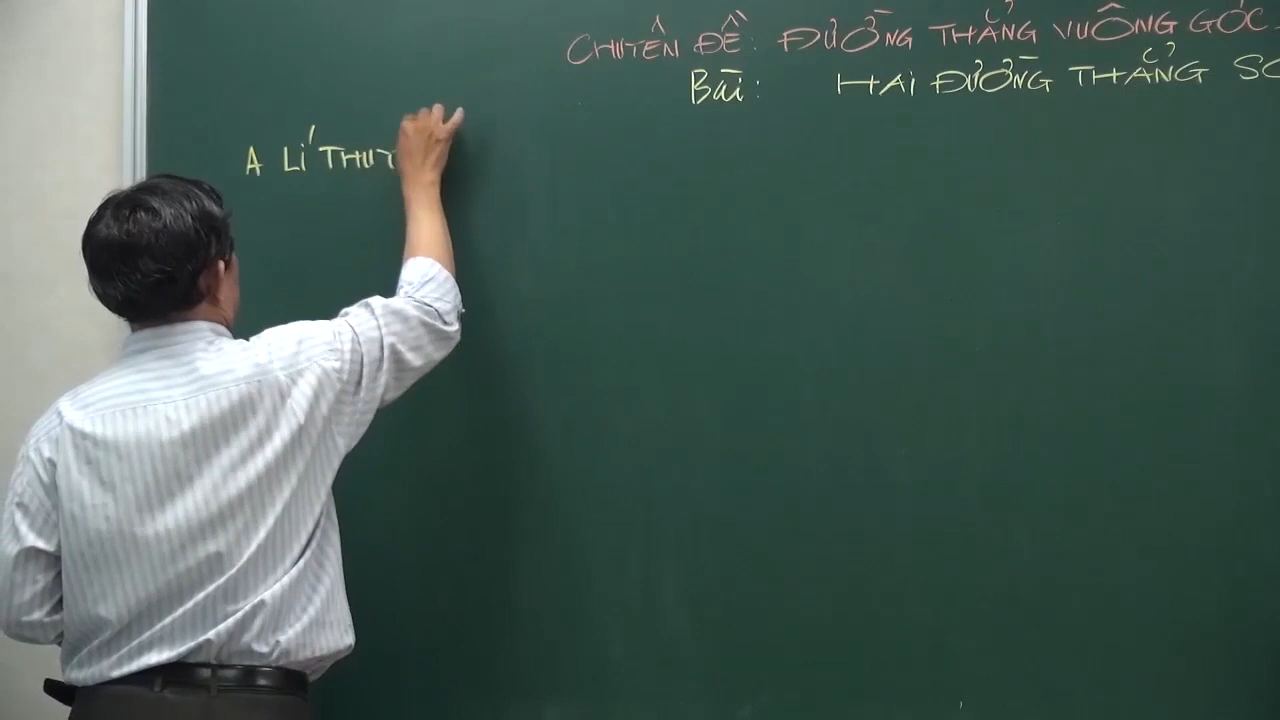 CHUYÊN ĐỀ: ĐƯỜNG THẲNG VUÔNG GÓC
Bài: HAI ĐƯỜNG THẲNG
A LÍ